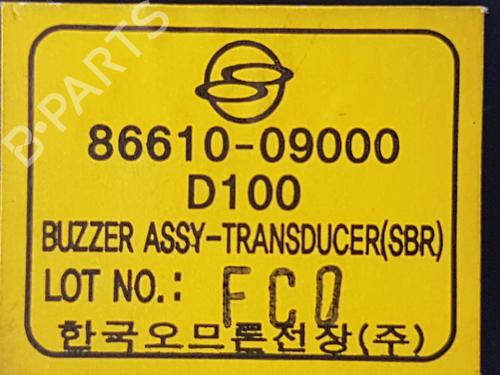 B-PARTS
86610-09000
D100
BUZZER ASSY-TRANSDUCER(SBR)
LOT NO.: FC0
한국오므론전장(주)